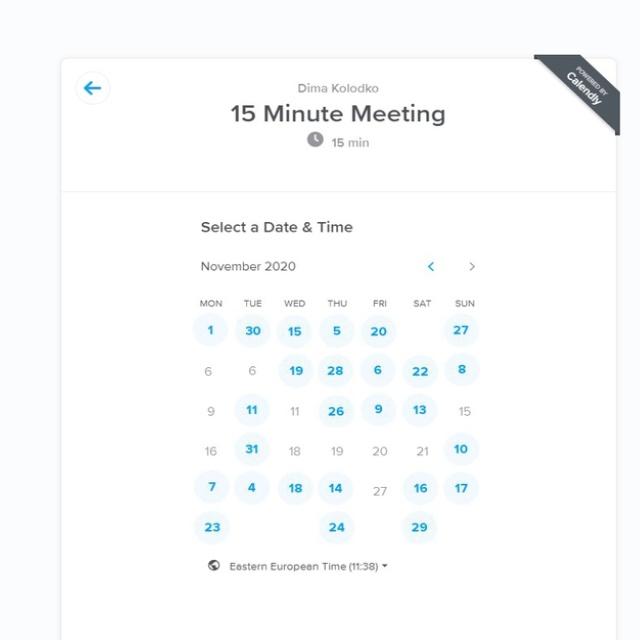 POWERED BY
Calendly
Dima Kolodko
15 Minute Meeting
15 min
Select a Date & Time
November 2020
MON TUE WED THU FRI SAT SUN
1 30 15 5 20 27
6 6 19 28 6 22 8
9 11 11 26 9 13 15
16 31 18 19 20 21 10
7 4 18 14 27 16 17
23 24 29
Eastern European Time (11:38)